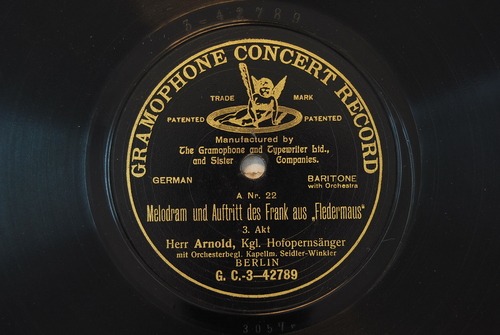 3-42789
GRAMOPHONE CONCERT RECORD
TRADE MARK
PATENTED PATENTED
Manufactured by
The Gramophone and Typewriter Ltd.,
and Sister Companies.
GERMAN BARITONE
with Orchestra
A Nr. 22
Melodram und Auftritt des Frank aus „Fledermaus"
3. Akt
Herr Arnold, Kgl. Hofopernsänger
mit Orchesterbegl. Kapellm. Seidler-Winkler
BERLIN
G. C.-3-42789